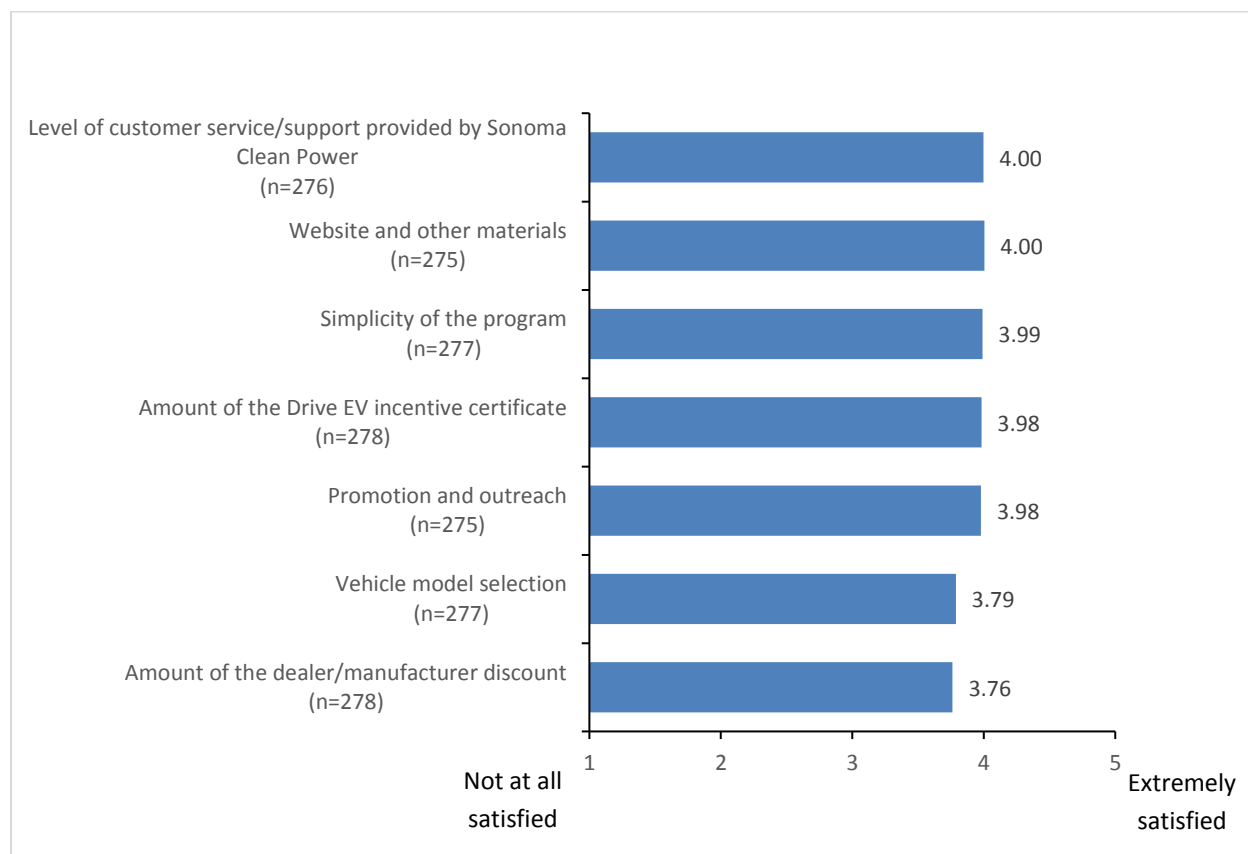 Level of customer service/support provided by Sonoma
Clean Power
(n=276)
4.00
Website and other materials
(n=275)
4.00
Simplicity of the program
(n=277)
3.99
Amount of the Drive EV incentive certificate
(n=278)
3.98
Promotion and outreach
(n=275)
3.98
Vehicle model selection
(n=277)
3.79
Amount of the dealer/manufacturer discount
(n=278)
3.76
1 2 3 4 5
Not at all
satisfied
Extremely
satisfied